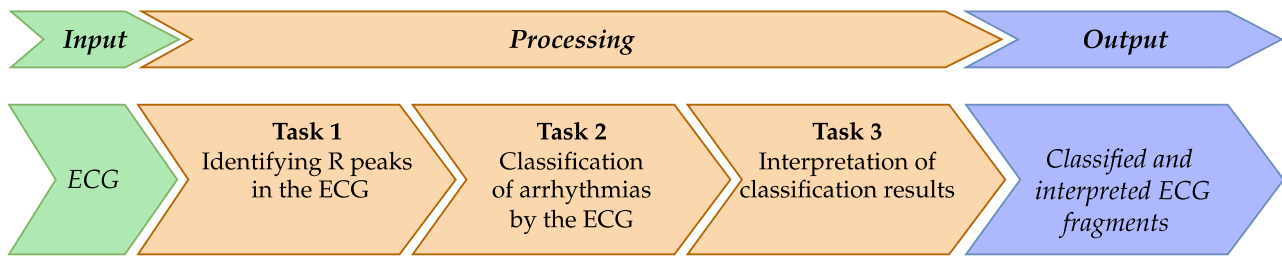 Input
Processing
Output
ECG
Task 1
Identifying R peaks
in the ECG
Task 2
Classification
of arrhythmias
by the ECG
Task 3
Interpretation of
classification results
Classified and
interpreted ECG
fragments